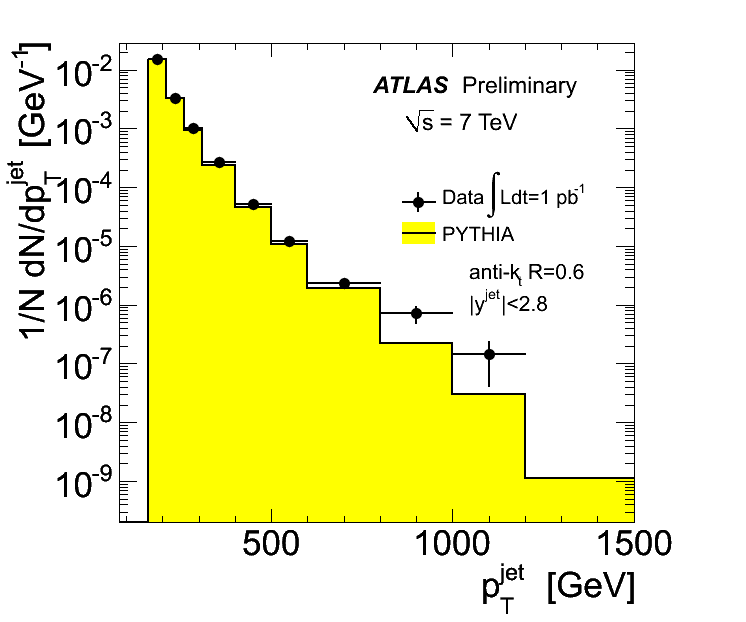 1/N dN/dp_T^jet [GeV^-1]
10^-2
10^-3
10^-4
10^-5
10^-6
10^-7
10^-8
10^-9
ATLAS Preliminary
√s = 7 TeV
Data ∫Ldt=1 pb^-1
PYTHIA
anti-k_t R=0.6
|y^jet|<2.8
500 1000 1500
p_T^jet [GeV]